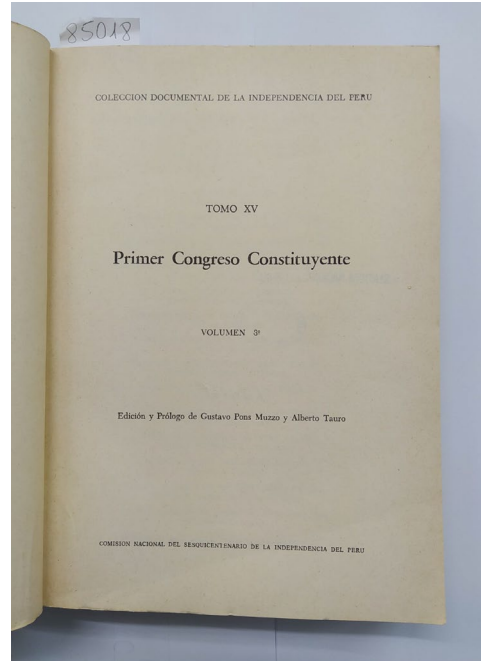 85018
COLECCION DOCUMENTAL DE LA INDEPENDENCIA DEL PERU
TOMO XV
Primer Congreso Constituyente
VOLUMEN 3º
Edición y Prólogo de Gustavo Pons Muzzo y Alberto Tauro
COMISION NACIONAL DEL SESQUICENTENARIO DE LA INDEPENDENCIA DEL PERU